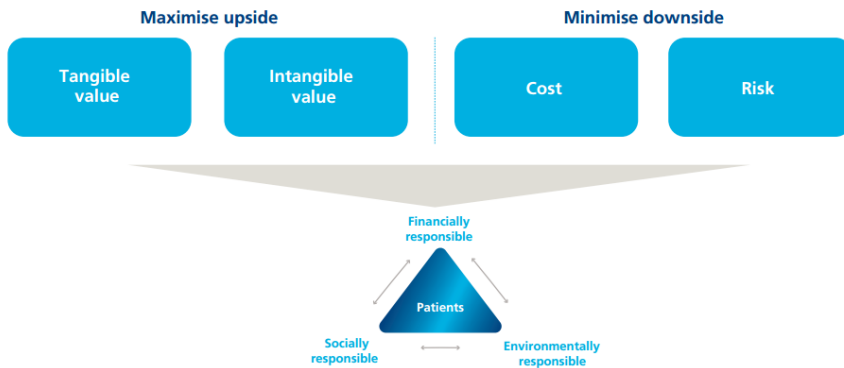 Maximise upside
Minimise downside
Tangible
value
Intangible
value
Cost
Risk
Financially
responsible
Patients
Socially
responsible
Environmentally
responsible